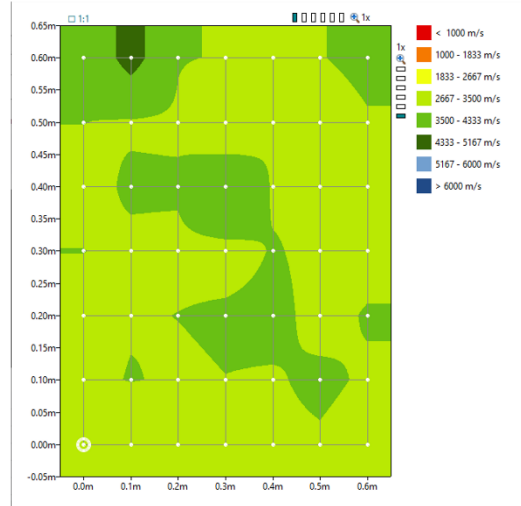 1:1
1x
0.65m
0.60m
0.55m
0.50m
0.45m
0.40m
0.35m
0.30m
0.25m
0.20m
0.15m
0.10m
0.05m
0.00m
-0.05m
0.0m 0.1m 0.2m 0.3m 0.4m 0.5m 0.6m
1x
< 1000 m/s
1000 - 1833 m/s
1833 - 2667 m/s
2667 - 3500 m/s
3500 - 4333 m/s
4333 - 5167 m/s
5167 - 6000 m/s
> 6000 m/s